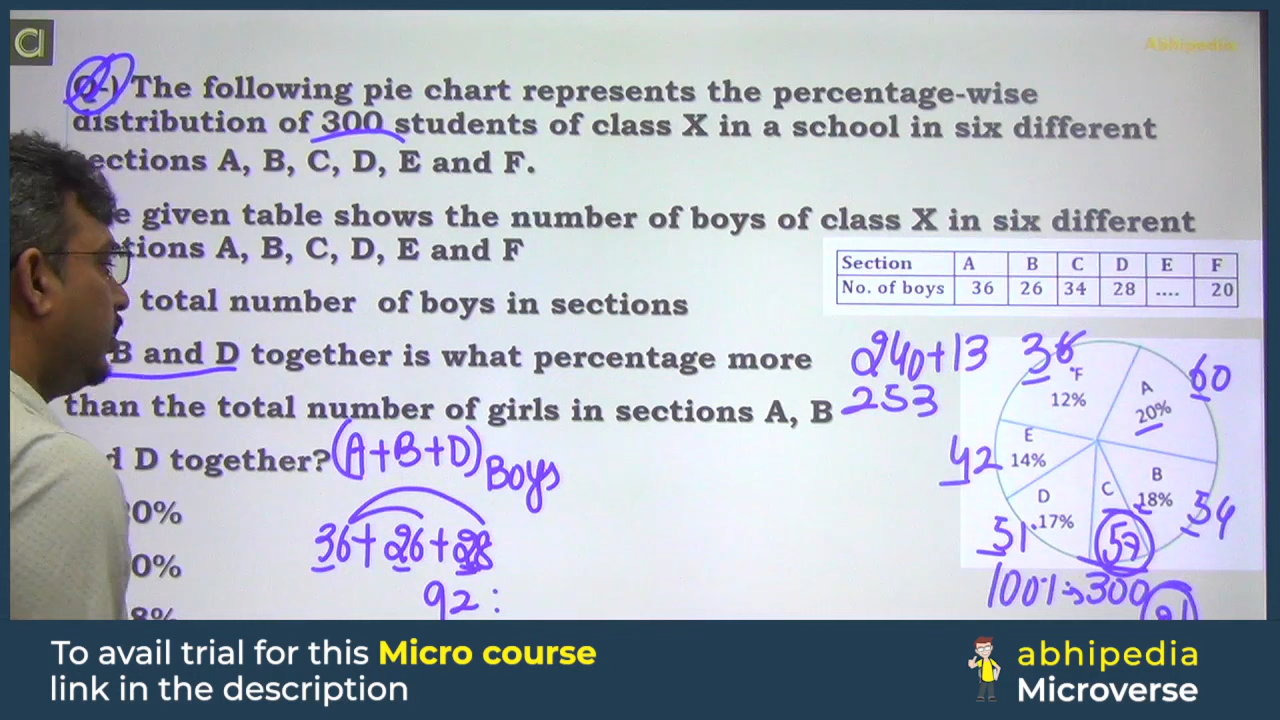 Abhipedia
Q-) The following pie chart represents the percentage-wise
distribution of 300 students of class X in a school in six different
ections A, B, C, D, E and F.
e given table shows the number of boys of class X in six different
tions A, B, C, D, E and F
Section A B C D E F
No. of boys 36 26 34 28 .... 20
total number of boys in sections
B and D together is what percentage more
than the total number of girls in sections A, B
d D together?
(A+B+D) Boys
240+13
253
36
F
12%
A
20%
60
E
14%
42
B
18%
54
D
17%
51
C
57
100% → 300
36+26+28
92 :
0%
0%
8%
To avail trial for this Micro course
link in the description
abhipedia
Microverse